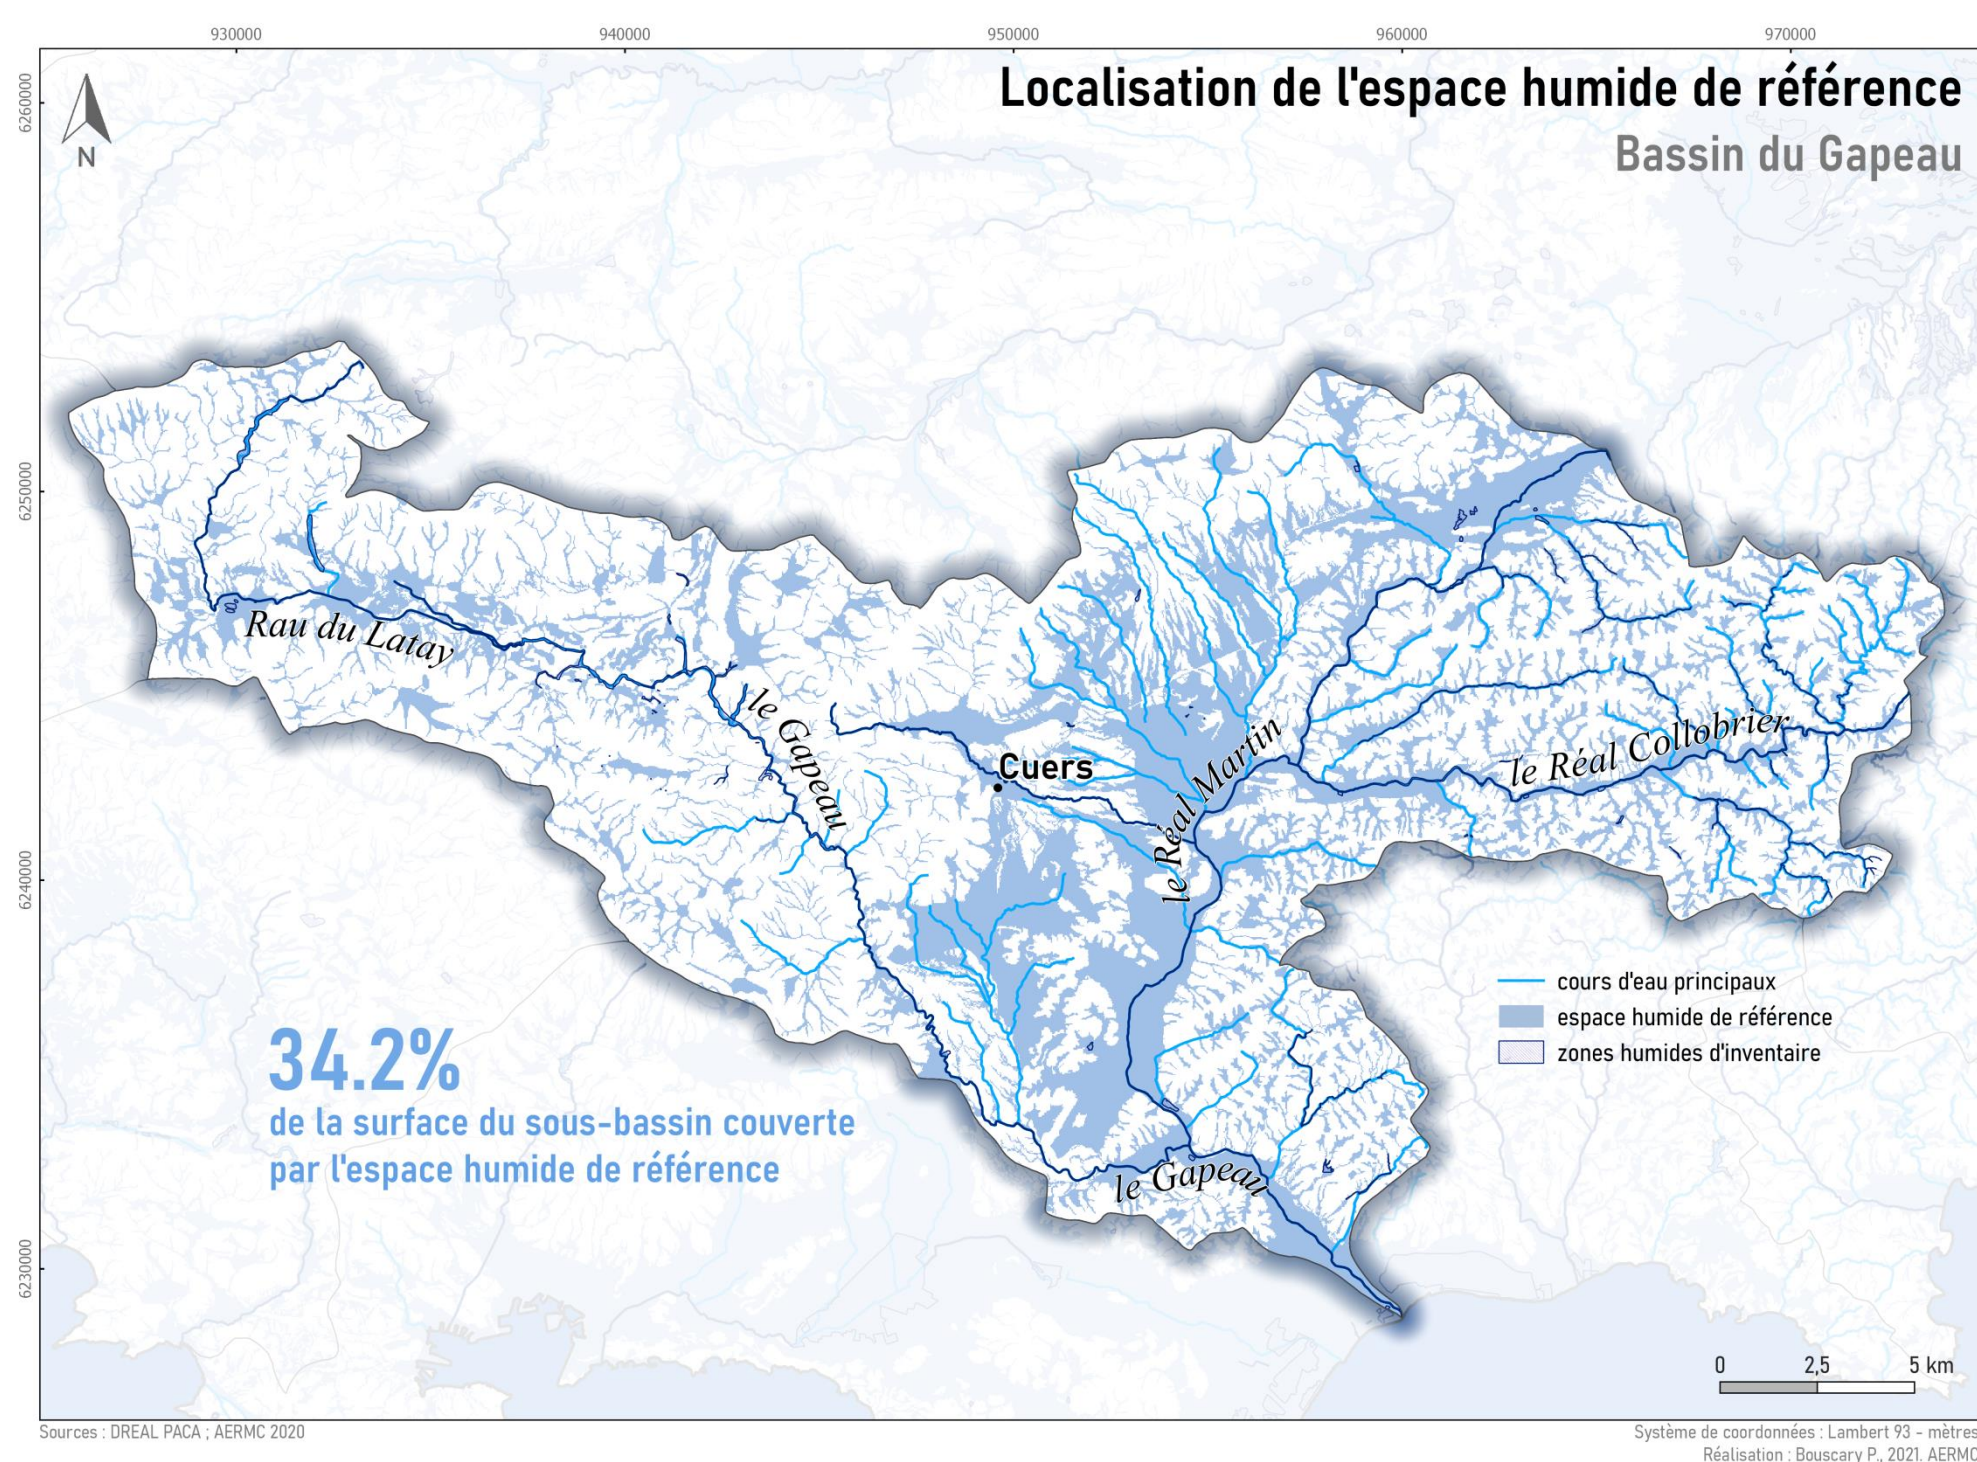 930000
940000
950000
960000
970000
6260000
6250000
6240000
6230000
N
Localisation de l'espace humide de référence
Bassin du Gapeau
Rau du Latay
le Gapeau
Cuers
le Réal Martin
le Réal Collobrier
le Gapeau
cours d'eau principaux
espace humide de référence
zones humides d'inventaire
34.2%
de la surface du sous-bassin couverte
par l'espace humide de référence
0 2,5 5 km
Sources : DREAL PACA ; AERMC 2020
Système de coordonnées : Lambert 93 - mètres
Réalisation : Bouscary P., 2021. AERMC